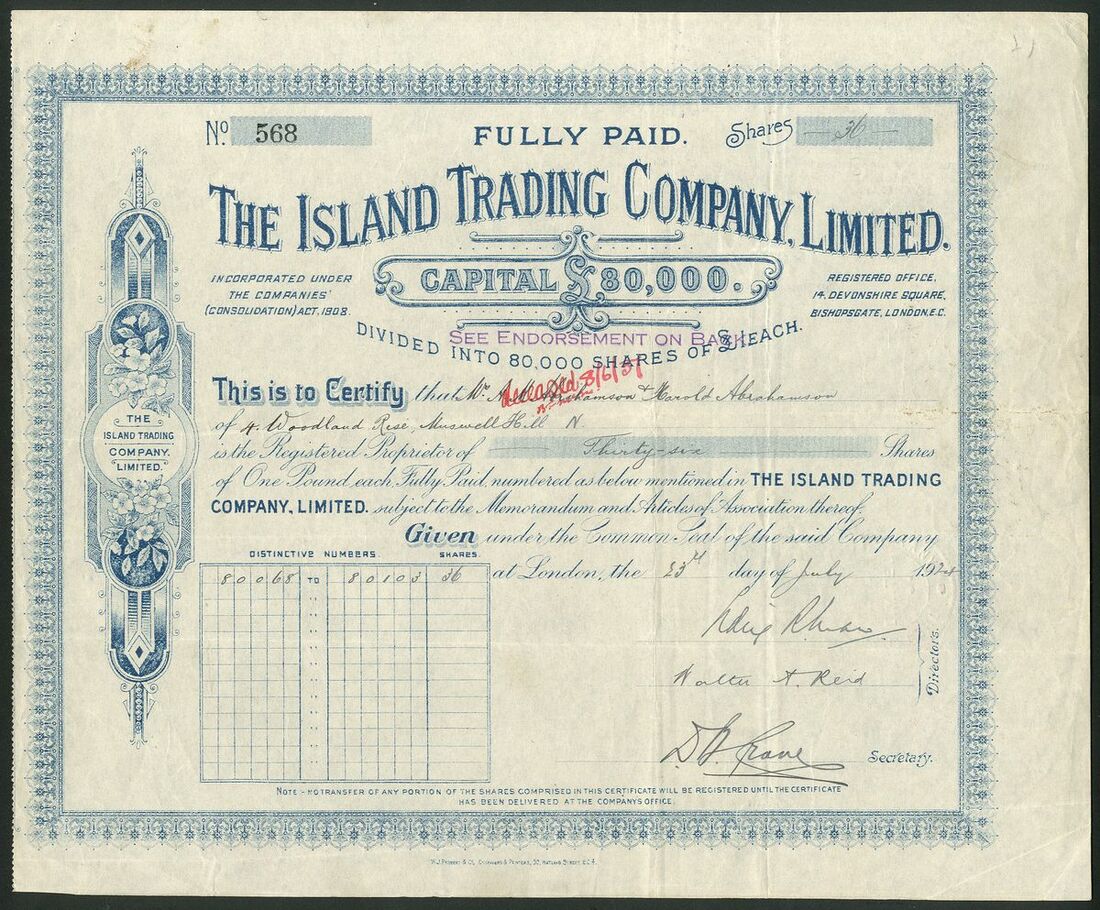 No. 568
FULLY PAID.
Shares 36
THE ISLAND TRADING COMPANY, LIMITED.
INCORPORATED UNDER
THE COMPANIES'
(CONSOLIDATION) ACT, 1908.
CAPITAL £80,000.
REGISTERED OFFICE,
14, DEVONSHIRE SQUARE,
BISHOPSGATE, LONDON, E.C.
SEE ENDORSEMENT ON BACK
DIVIDED INTO 80,000 SHARES OF £1 EACH.
deceased 8/6/37
This is to Certify that Mr. A. Abrahamson & Harold Abrahamson
of 4. Woodland Rise, Muswell Hill N.
is the Registered Proprietor of Thirty-six Shares
of One Pound each, Fully Paid, numbered as below mentioned in THE ISLAND TRADING
COMPANY, LIMITED. subject to the Memorandum and Articles of Association thereof.
Given under the Common Seal of the said Company
at London, the 23rd day of July 1924
DISTINCTIVE NUMBERS. SHARES.
80068 TO 80103 36
Walter A. Reid
Directors.
Secretary.
NOTE - NO TRANSFER OF ANY PORTION OF THE SHARES COMPRISED IN THIS CERTIFICATE WILL BE REGISTERED UNTIL THE CERTIFICATE
HAS BEEN DELIVERED AT THE COMPANY'S OFFICE.
THE
ISLAND TRADING
COMPANY,
LIMITED.